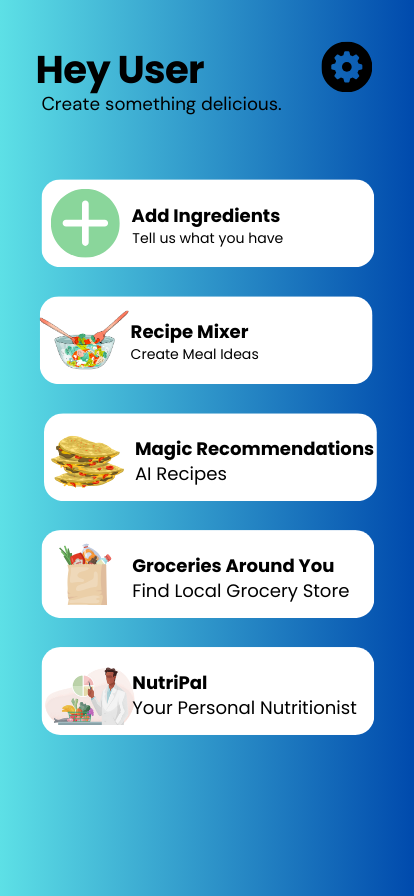 Hey User
Create something delicious.
Add Ingredients
Tell us what you have
Recipe Mixer
Create Meal Ideas
Magic Recommendations
AI Recipes
Groceries Around You
Find Local Grocery Store
NutriPal
Your Personal Nutritionist